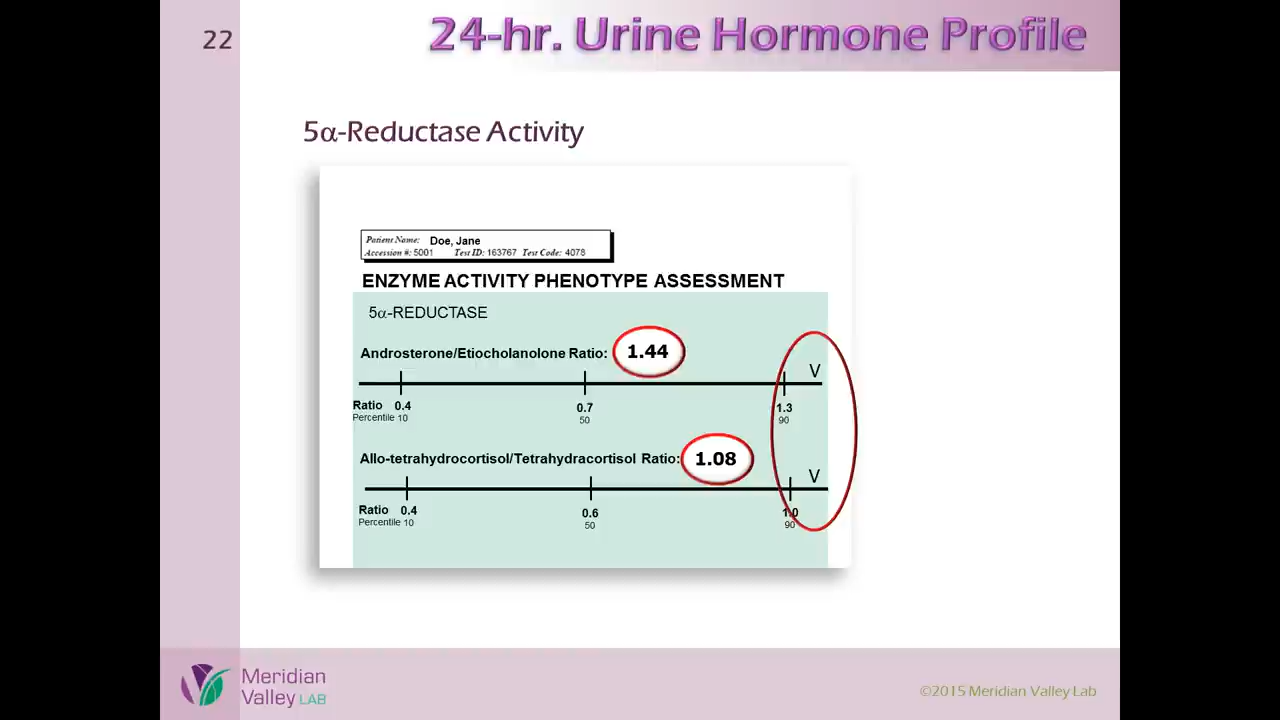 22
24-hr. Urine Hormone Profile
5α-Reductase Activity
Patient Name: Doe, Jane
Accession #: 5001 Test ID: 163767 Test Code: 4078
ENZYME ACTIVITY PHENOTYPE ASSESSMENT
5α-REDUCTASE
Androsterone/Etiocholanolone Ratio: 1.44
V
Ratio 0.4 0.7 1.3
Percentile 10 50 90
Allo-tetrahydrocortisol/Tetrahydracortisol Ratio: 1.08
V
Ratio 0.4 0.6 1.0
Percentile 10 50 90
Meridian
Valley LAB
©2015 Meridian Valley Lab